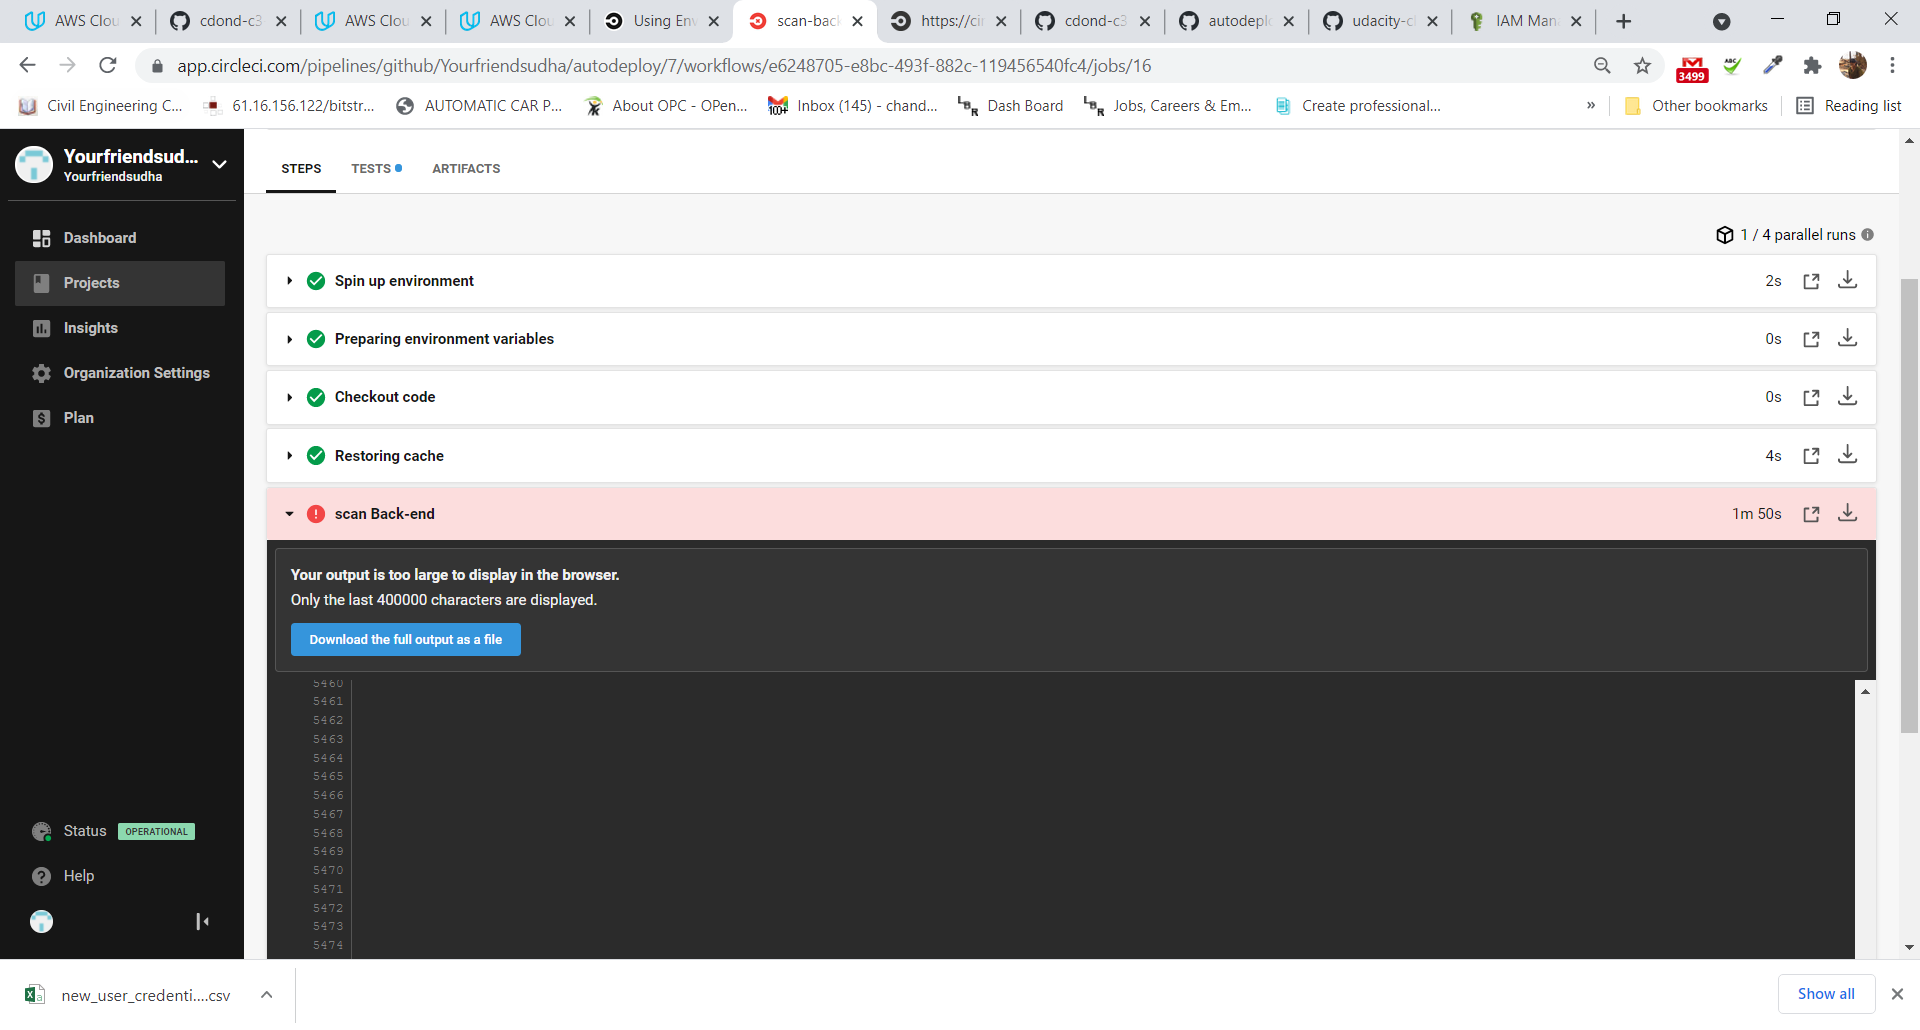 AWS Clou
cdond-c3
AWS Clou
AWS Clou
Using Env
scan-back
https://cir
cdond-c3
autodeplo
udacity-cl
IAM Man
app.circleci.com/pipelines/github/Yourfriendsudha/autodeploy/7/workflows/e6248705-e8bc-493f-882c-119456540fc4/jobs/16
3499
ABC
Civil Engineering C...
61.16.156.122/bitstr...
AUTOMATIC CAR P...
About OPC - OPen...
100+
Inbox (145) - chand...
Dash Board
Jobs, Careers & Em...
Create professional...
»
Other bookmarks
Reading list
Yourfriendsud...
Yourfriendsudha
Dashboard
Projects
Insights
Organization Settings
Plan
Status OPERATIONAL
Help
STEPS
TESTS
ARTIFACTS
1 / 4 parallel runs
Spin up environment 2s
Preparing environment variables 0s
Checkout code 0s
Restoring cache 4s
scan Back-end 1m 50s
Your output is too large to display in the browser.
Only the last 400000 characters are displayed.
Download the full output as a file
5460
5461
5462
5463
5464
5465
5466
5467
5468
5469
5470
5471
5472
5473
5474
new_user_credenti....csv
Show all